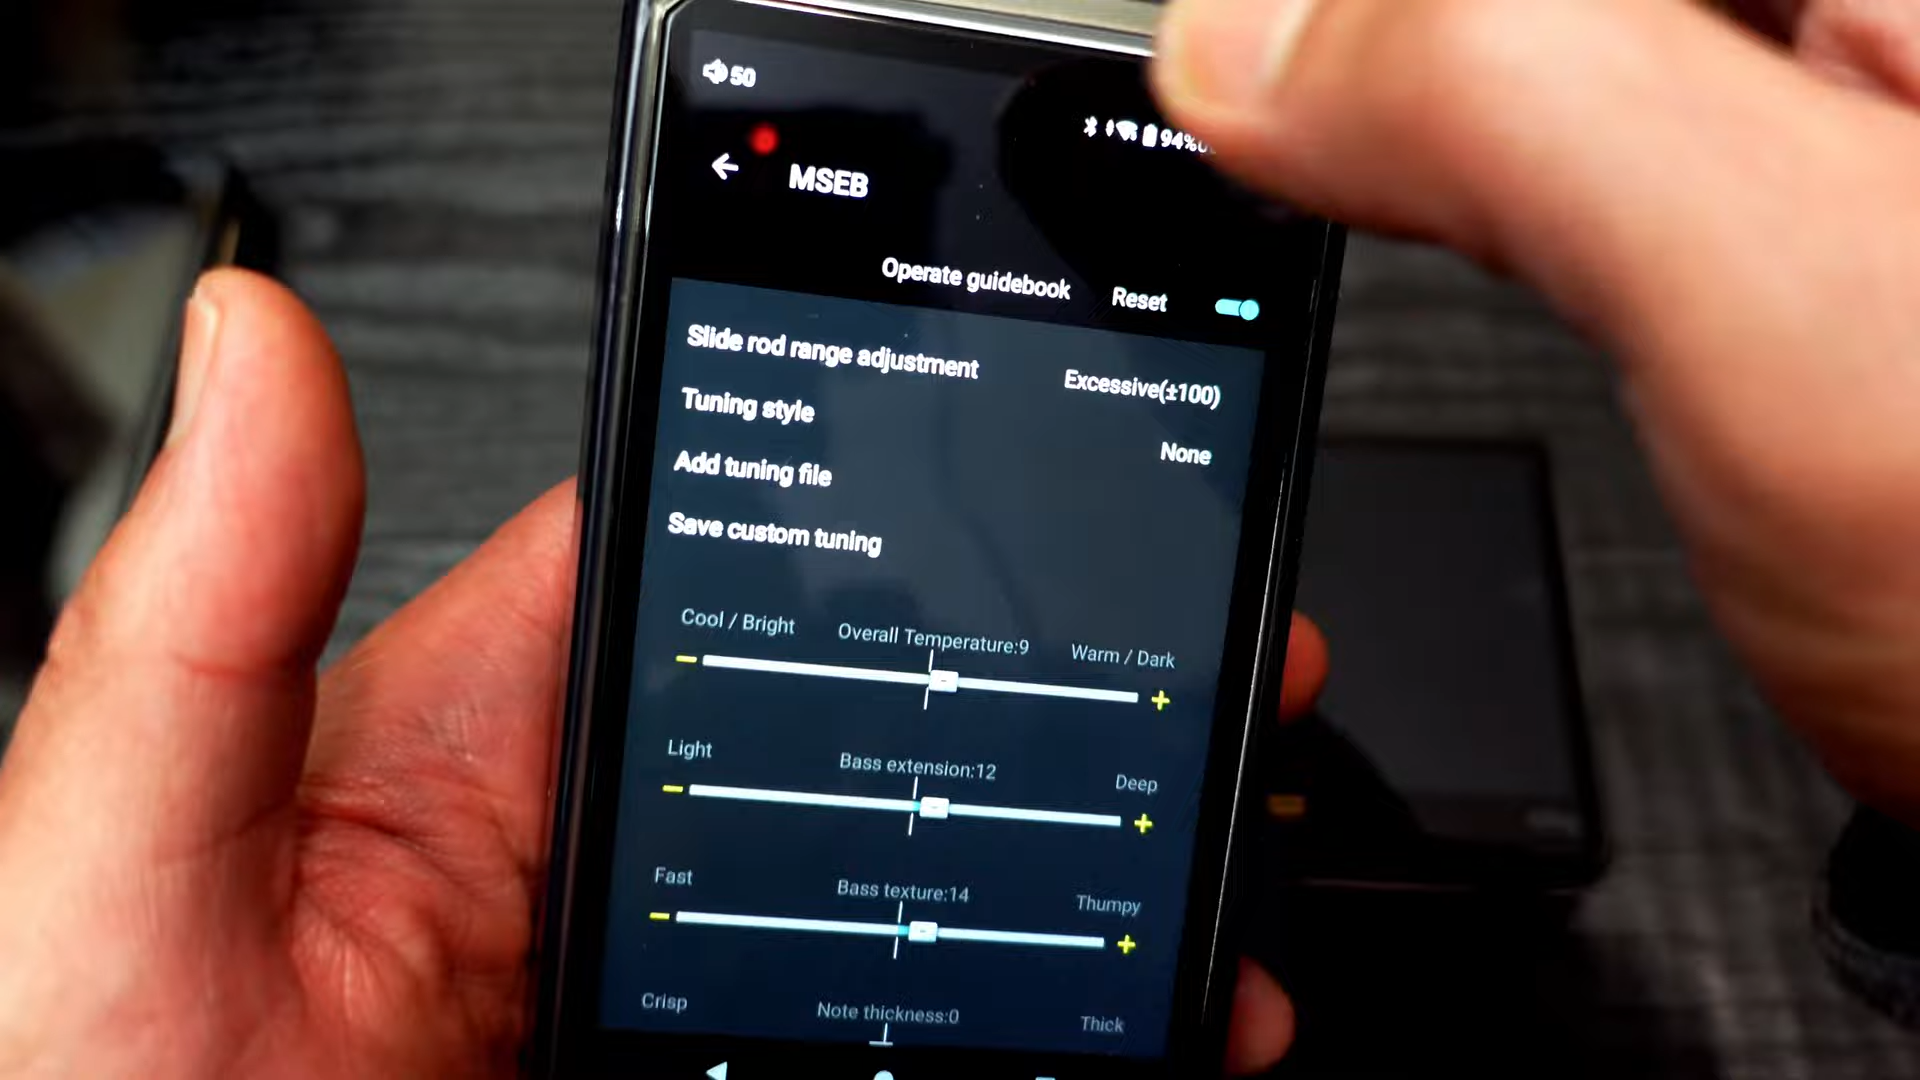 50
94%
MSEB
Operate guidebook Reset
Slide rod range adjustment Excessive(±100)
Tuning style None
Add tuning file
Save custom tuning
Cool / Bright Overall Temperature:9 Warm / Dark
Light Bass extension:12 Deep
Fast Bass texture:14 Thumpy
Crisp Note thickness:0 Thick